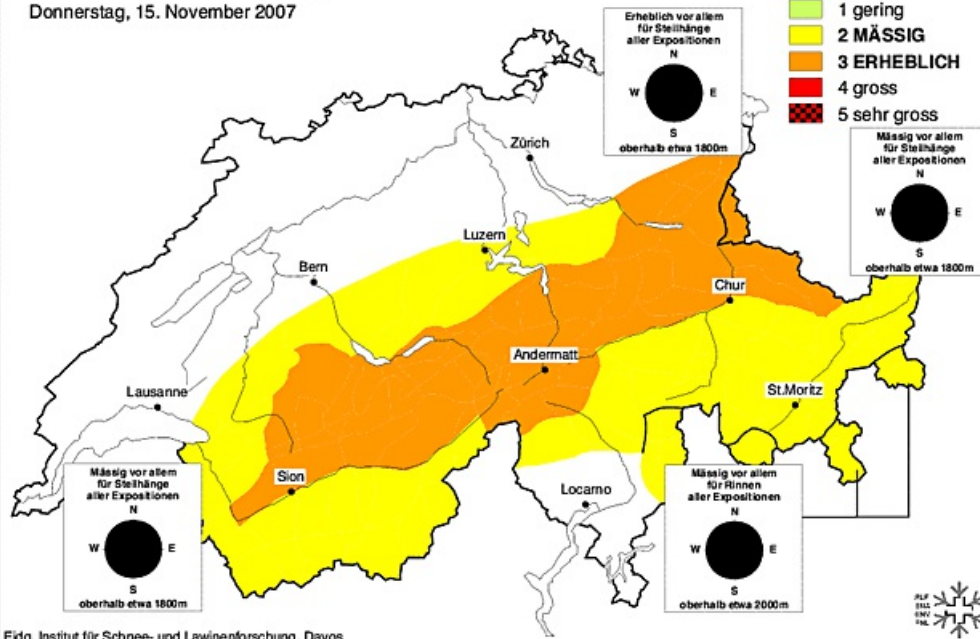 Donnerstag, 15. November 2007
1 gering
2 MÄSSIG
3 ERHEBLICH
4 gross
5 sehr gross
Erheblich vor allem
für Steilhänge
aller Expositionen
N
W E
S
oberhalb etwa 1800m
Mässig vor allem
für Steilhänge
aller Expositionen
N
W E
S
oberhalb etwa 1800m
Zürich
Luzern
Bern
Chur
Andermatt
Lausanne
St.Moritz
Sion
Locarno
Mässig vor allem
für Steilhänge
aller Expositionen
N
W E
S
oberhalb etwa 1800m
Mässig vor allem
für Rinnen
aller Expositionen
N
W E
S
oberhalb etwa 2000m
SLF
Eidg. Institut für Schnee- und Lawinenforschung, Davos